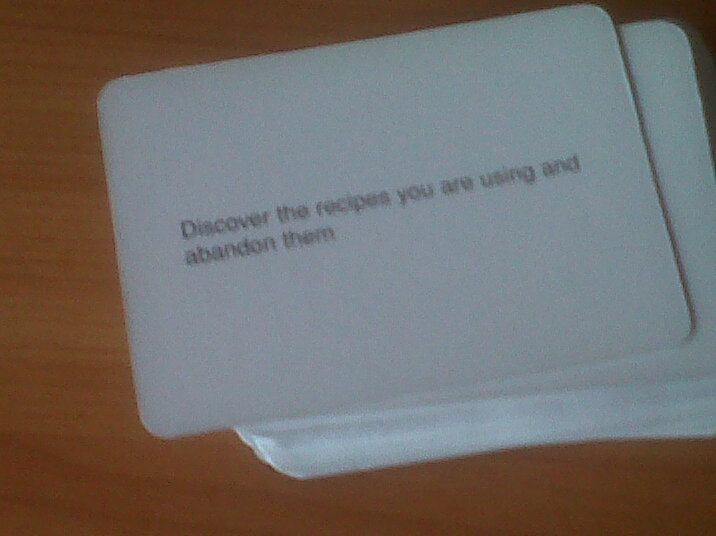 Discover the recipes you are using and
abandon them